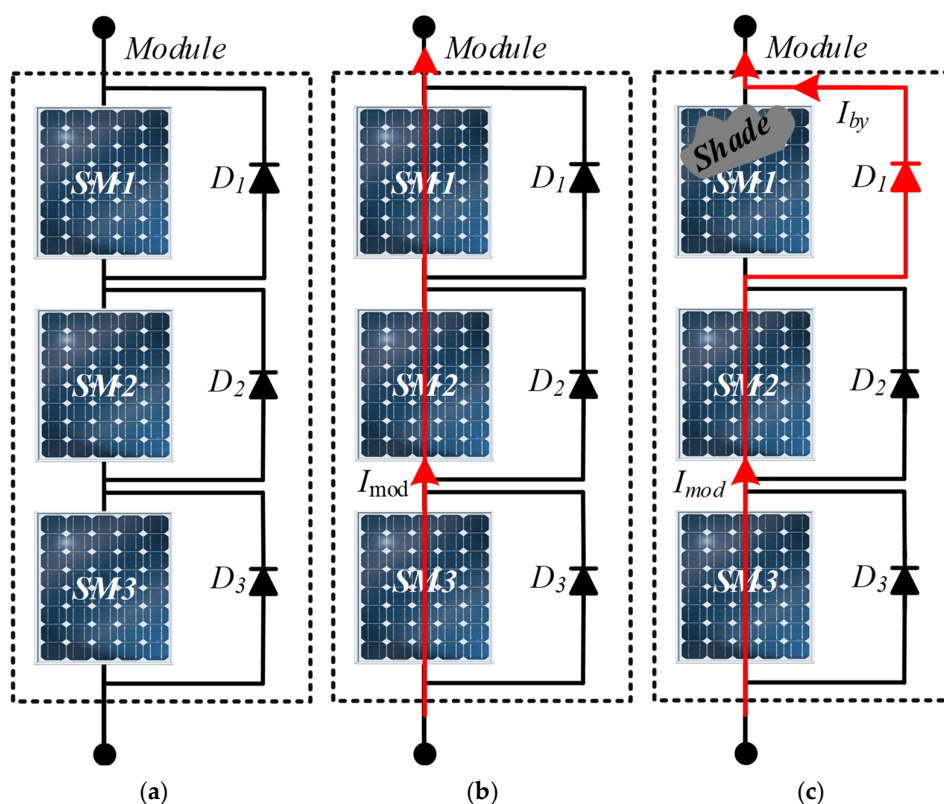 Module
SM1
D1
SM2
D2
SM3
D3
(a)
Module
SM1
D1
SM2
D2
Imod
SM3
D3
(b)
Module
Iby
Shade
SM1
D1
SM2
D2
Imod
SM3
D3
(c)